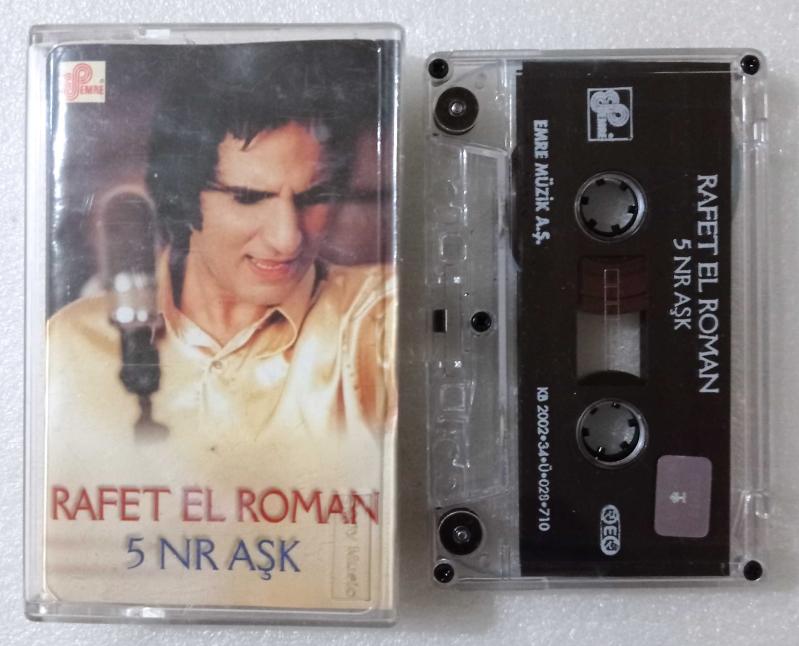 EMRE
RAFET EL ROMAN
5 NR AŞK
EMRE
EMRE MÜZİK A.Ş.
RAFET EL ROMAN
5 NR AŞK
KB 2002•34•Ü•028•710